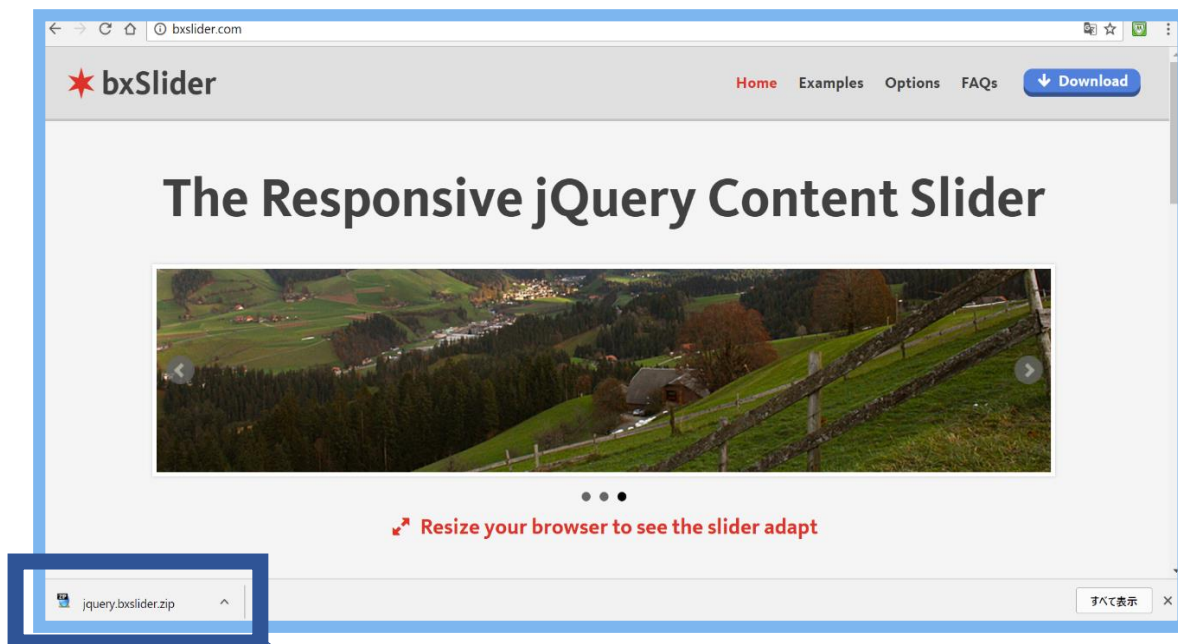 bxslider.com
bxSlider
Home Examples Options FAQs Download
The Responsive jQuery Content Slider
Resize your browser to see the slider adapt
jquery.bxslider.zip
すべて表示